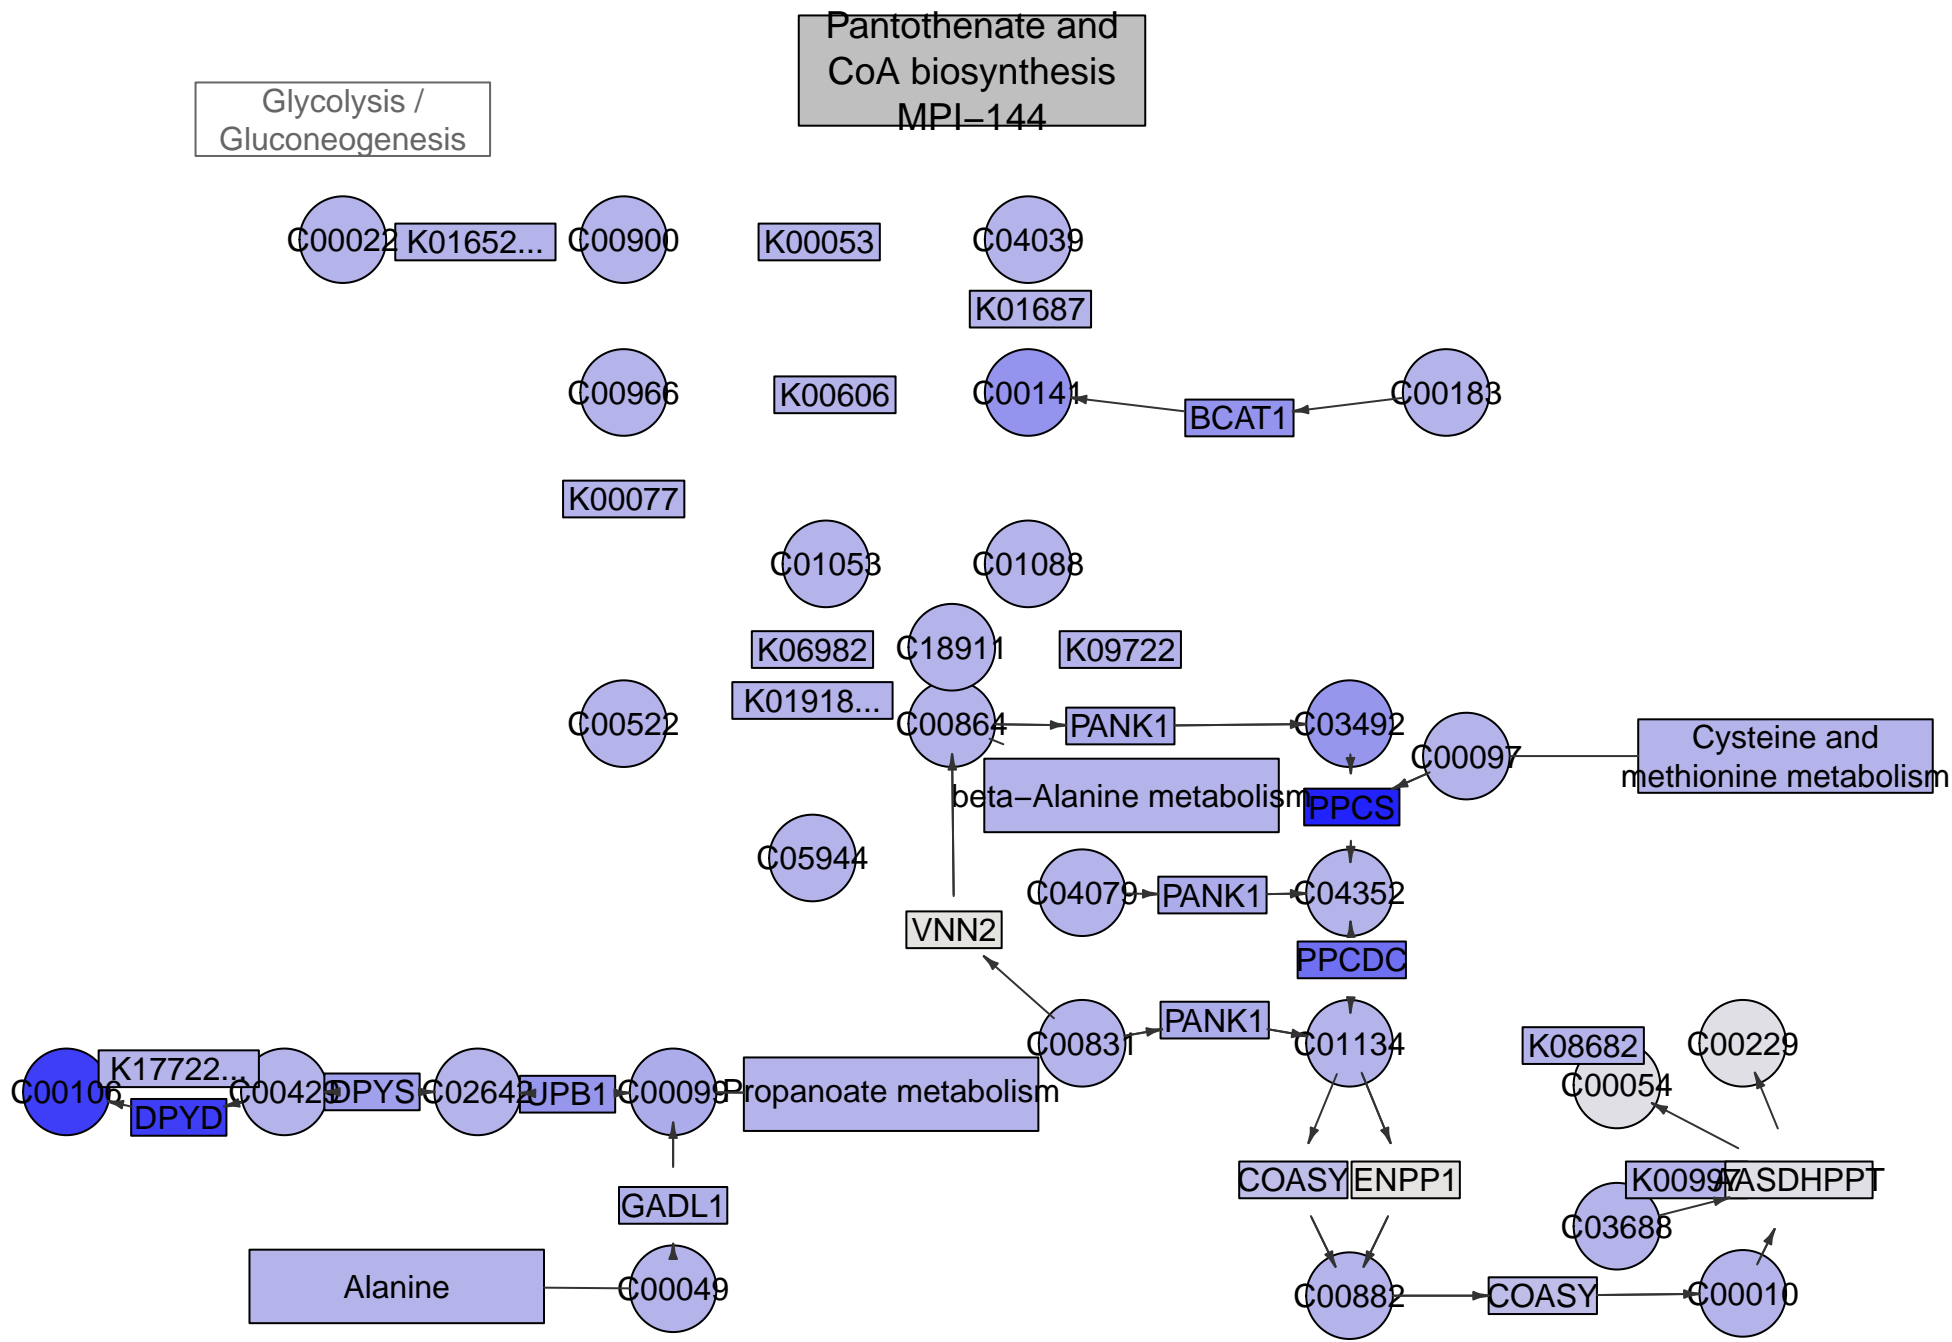 Pantothenate and
CoA biosynthesis
MPI−144
Glycolysis /
Gluconeogenesis
C00022
K01652...
C00900
K00053
C04039
K01687
C00966
K00606
C00141
BCAT1
C00183
K00077
C01053
C01088
K06982
C18911
K09722
K01918...
C00522
C00864
PANK1
C03492
C00097
Cysteine and
methionine metabolism
beta−Alanine metabolism
PPCS
C05944
C04079
PANK1
C04352
VNN2
PPCDC
C00831
PANK1
C01134
K08682
C00229
C00054
C00106
K17722...
DPYD
C00429
DPYS
C02642
UPB1
C00099
Propanoate metabolism
COASY
ENPP1
K00997
AASDHPPT
GADL1
C03688
Alanine
C00049
C00882
COASY
C00010